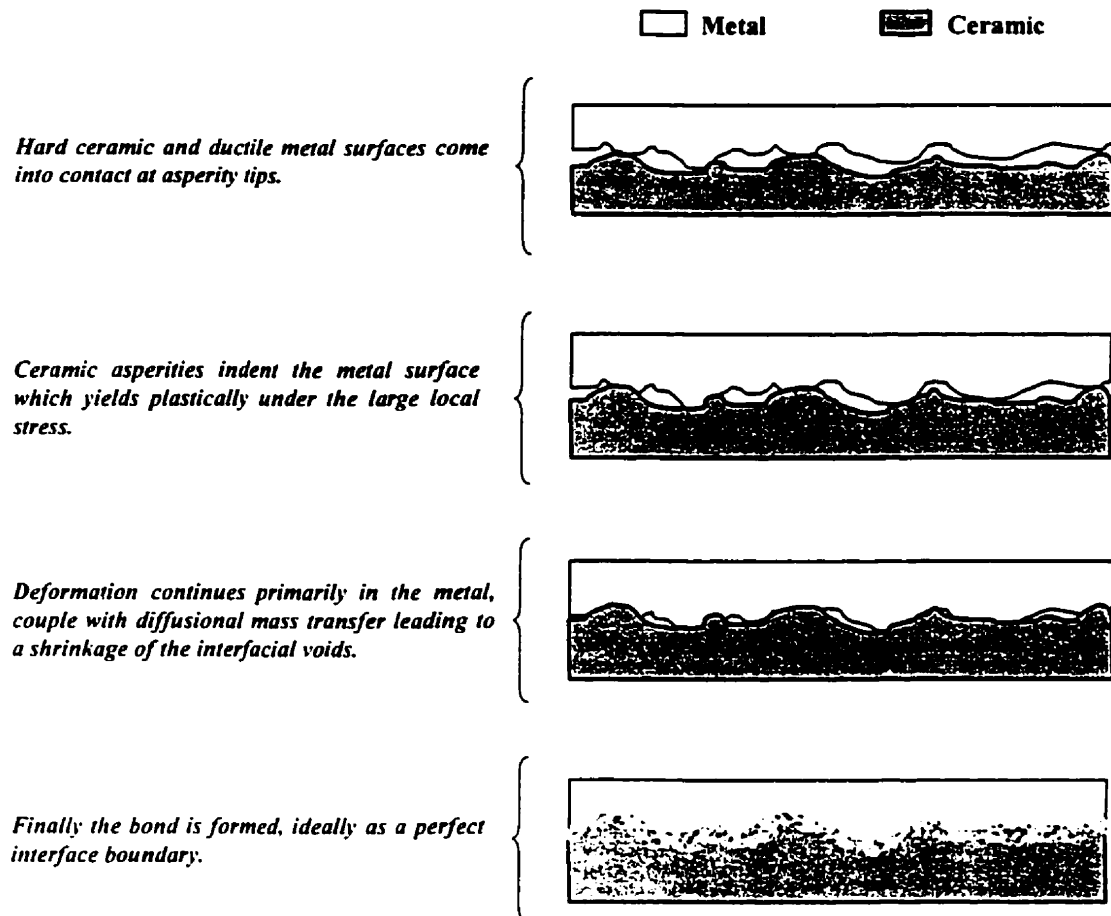 Metal Ceramic
Hard ceramic and ductile metal surfaces come
into contact at asperity tips.
Ceramic asperities indent the metal surface
which yields plastically under the large local
stress.
Deformation continues primarily in the metal,
couple with diffusional mass transfer leading to
a shrinkage of the interfacial voids.
Finally the bond is formed, ideally as a perfect
interface boundary.